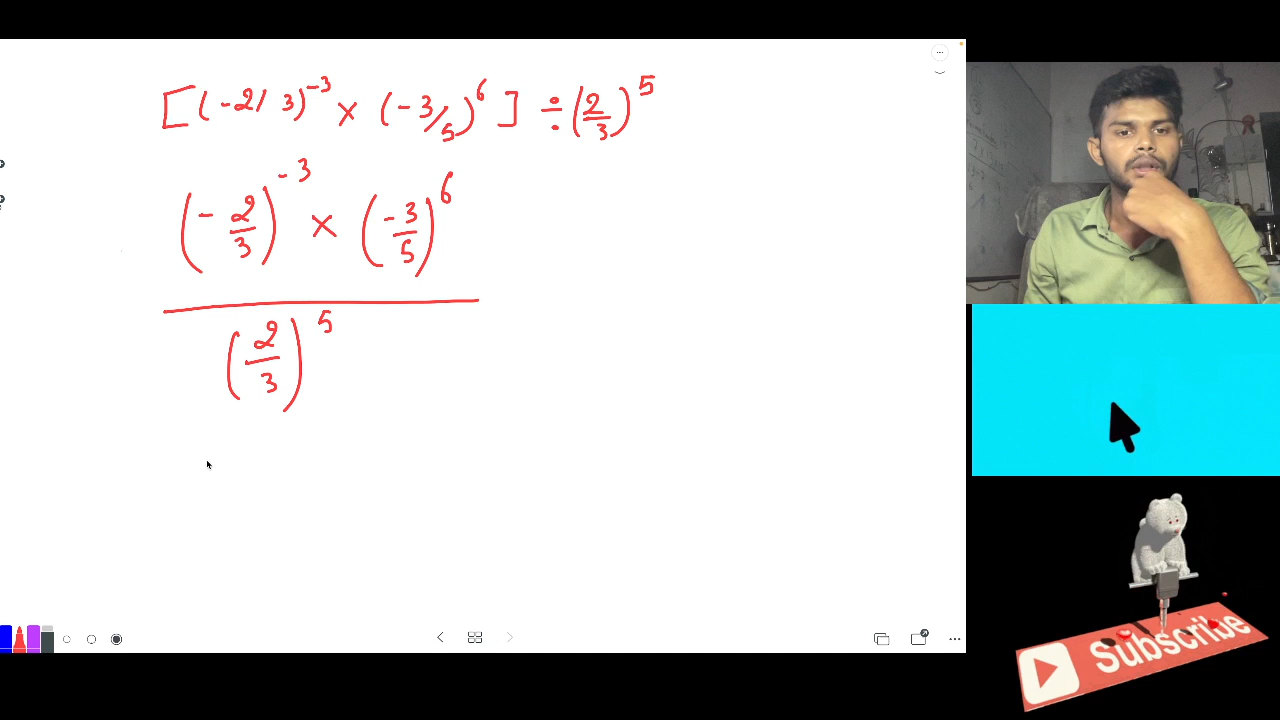 [(-2/3)^-3 × (-3/5)^6] ÷ (2/3)^5
(-2/3)^-3 × (-3/5)^6
(2/3)^5
Subscribe